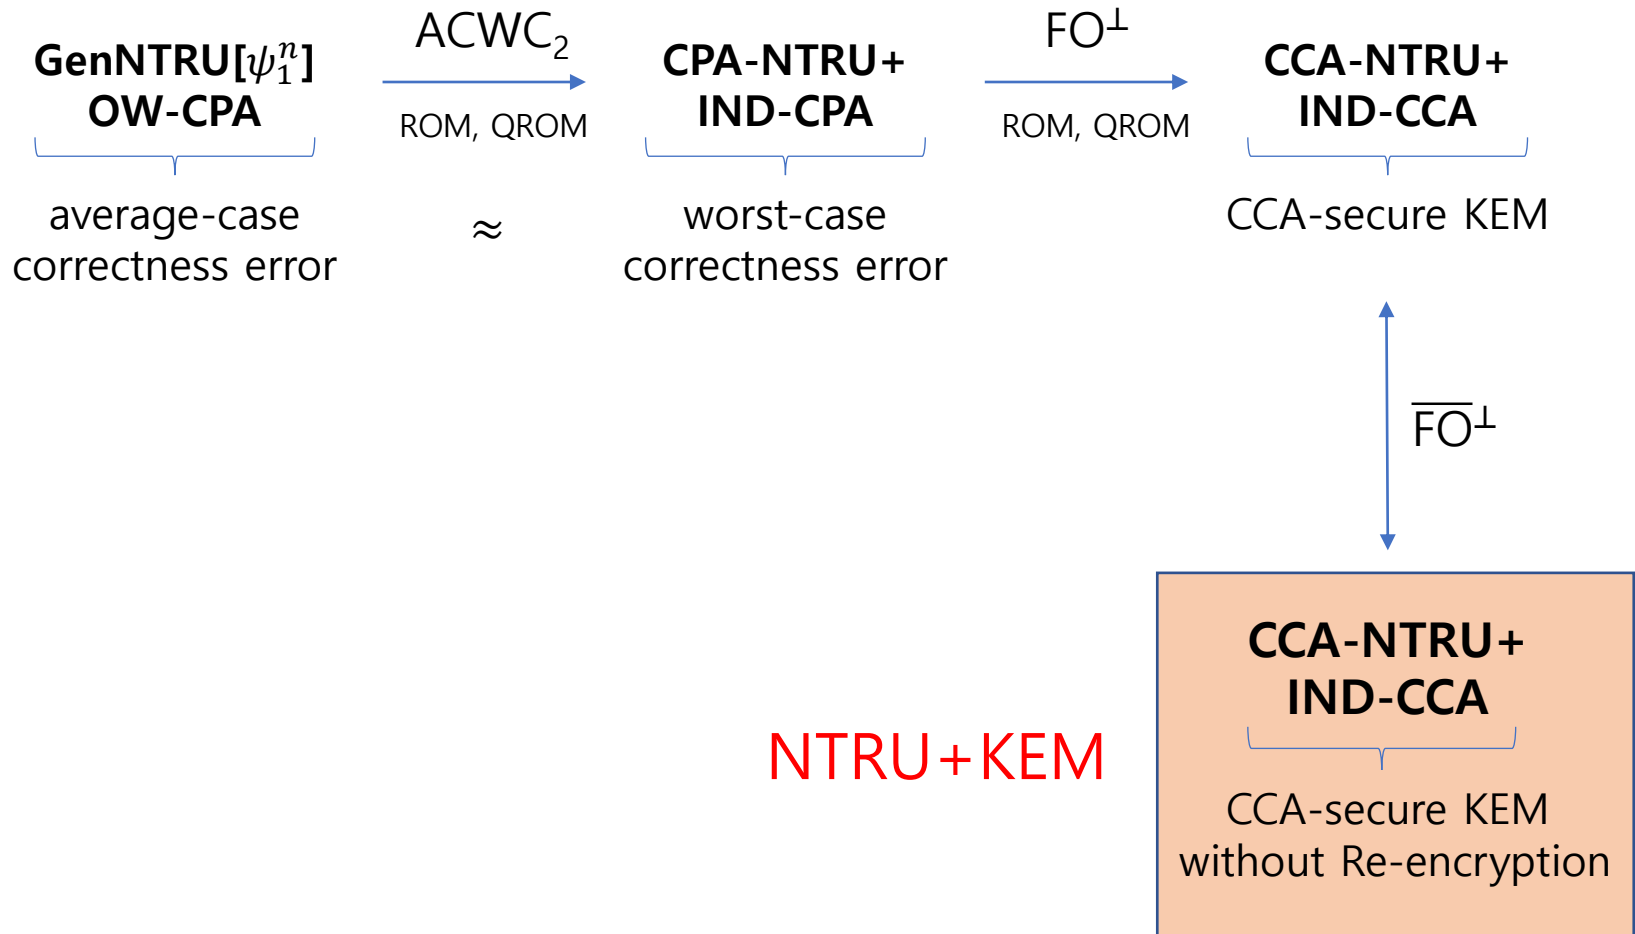 GenNTRU[𝜓₁ⁿ]
OW-CPA
average-case
correctness error
ACWC₂
ROM, QROM
≈
CPA-NTRU+
IND-CPA
worst-case
correctness error
FO⊥
ROM, QROM
CCA-NTRU+
IND-CCA
CCA-secure KEM
F̅O̅⊥
NTRU+KEM
CCA-NTRU+
IND-CCA
CCA-secure KEM
without Re-encryption